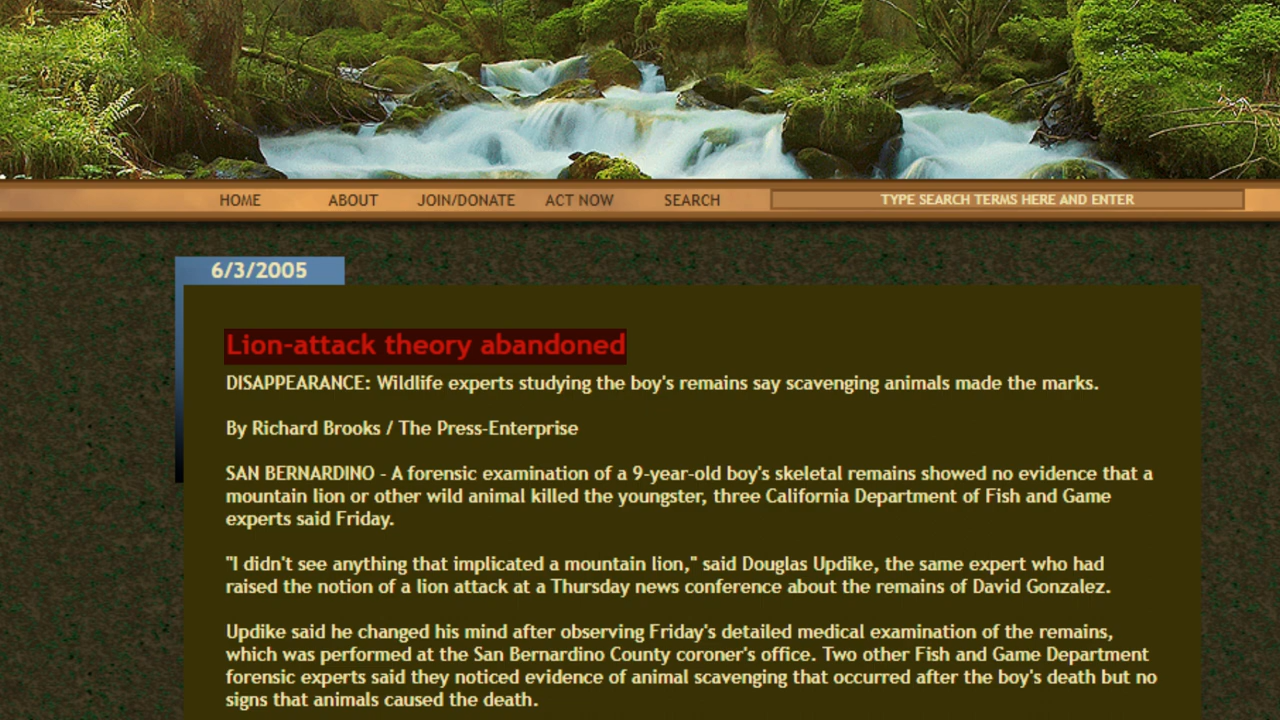 HOME ABOUT JOIN/DONATE ACT NOW SEARCH TYPE SEARCH TERMS HERE AND ENTER
6/3/2005
Lion-attack theory abandoned
DISAPPEARANCE: Wildlife experts studying the boy's remains say scavenging animals made the marks.
By Richard Brooks / The Press-Enterprise
SAN BERNARDINO - A forensic examination of a 9-year-old boy's skeletal remains showed no evidence that a
mountain lion or other wild animal killed the youngster, three California Department of Fish and Game
experts said Friday.
"I didn't see anything that implicated a mountain lion," said Douglas Updike, the same expert who had
raised the notion of a lion attack at a Thursday news conference about the remains of David Gonzalez.
Updike said he changed his mind after observing Friday's detailed medical examination of the remains,
which was performed at the San Bernardino County coroner's office. Two other Fish and Game Department
forensic experts said they noticed evidence of animal scavenging that occurred after the boy's death but no
signs that animals caused the death.